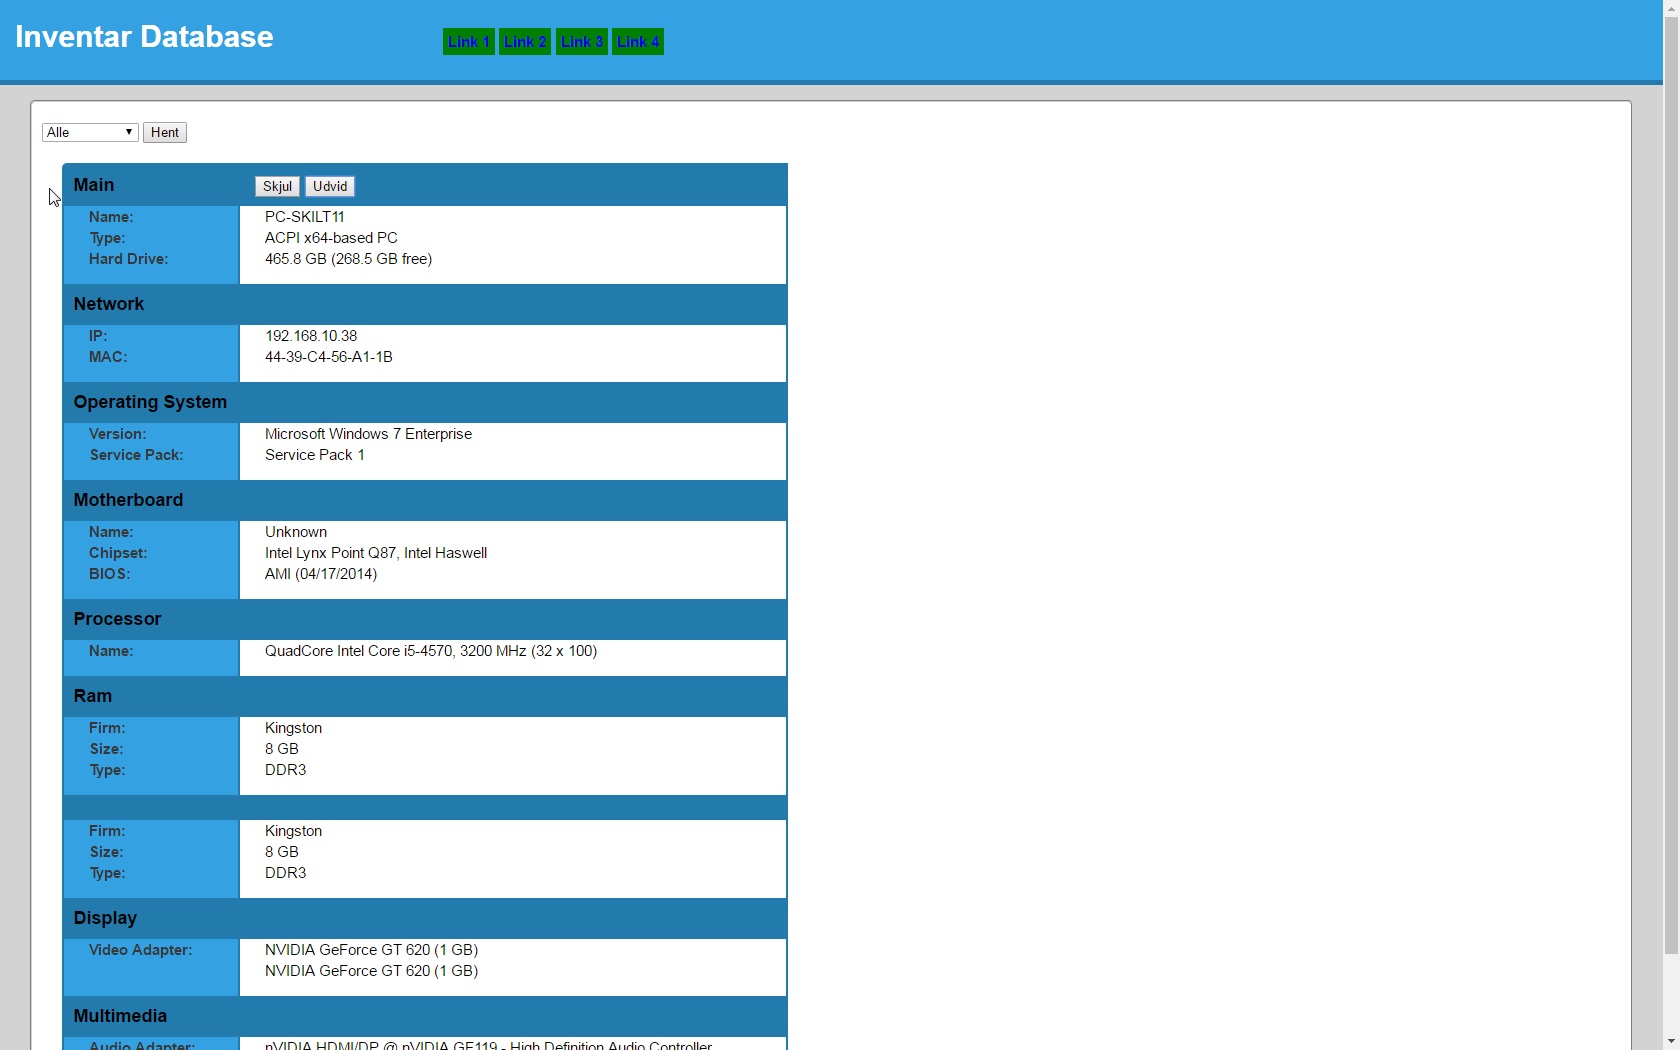 Inventar Database
Link 1 Link 2 Link 3 Link 4
Alle Hent
Main Skjul Udvid
Name: PC-SKILT11
Type: ACPI x64-based PC
Hard Drive: 465.8 GB (268.5 GB free)
Network
IP: 192.168.10.38
MAC: 44-39-C4-56-A1-1B
Operating System
Version: Microsoft Windows 7 Enterprise
Service Pack: Service Pack 1
Motherboard
Name: Unknown
Chipset: Intel Lynx Point Q87, Intel Haswell
BIOS: AMI (04/17/2014)
Processor
Name: QuadCore Intel Core i5-4570, 3200 MHz (32 x 100)
Ram
Firm: Kingston
Size: 8 GB
Type: DDR3
Firm: Kingston
Size: 8 GB
Type: DDR3
Display
Video Adapter: NVIDIA GeForce GT 620 (1 GB)
NVIDIA GeForce GT 620 (1 GB)
Multimedia
Audio Adapter: nVIDIA HDMI/DP @ nVIDIA GF119 - High Definition Audio Controller